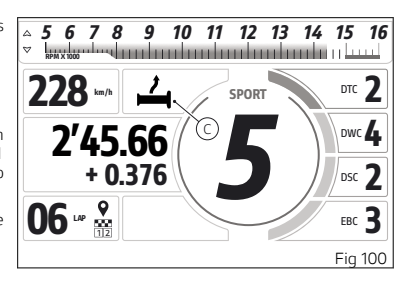 5 6 7 8 9 10 11 12 13 14 15 16
RPM X 1000
228 km/h
SPORT
DTC 2
C
2'45.66
+ 0.376
5
DWC 4
DSC 2
06 LAP
1 2
EBC 3
Fig 100